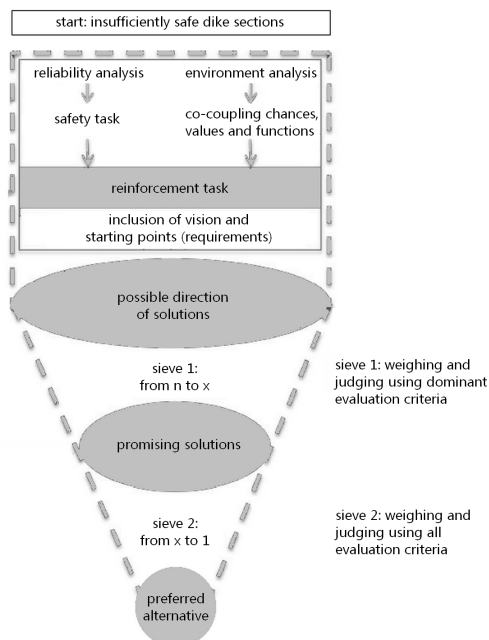 start: insufficiently safe dike sections
reliability analysis
environment analysis
safety task
co-coupling chances,
values and functions
reinforcement task
inclusion of vision and
starting points (requirements)
possible direction
of solutions
sieve 1:
from n to x
sieve 1: weighing and
judging using dominant
evaluation criteria
promising solutions
sieve 2:
from x to 1
sieve 2: weighing and
judging using all
evaluation criteria
preferred
alternative